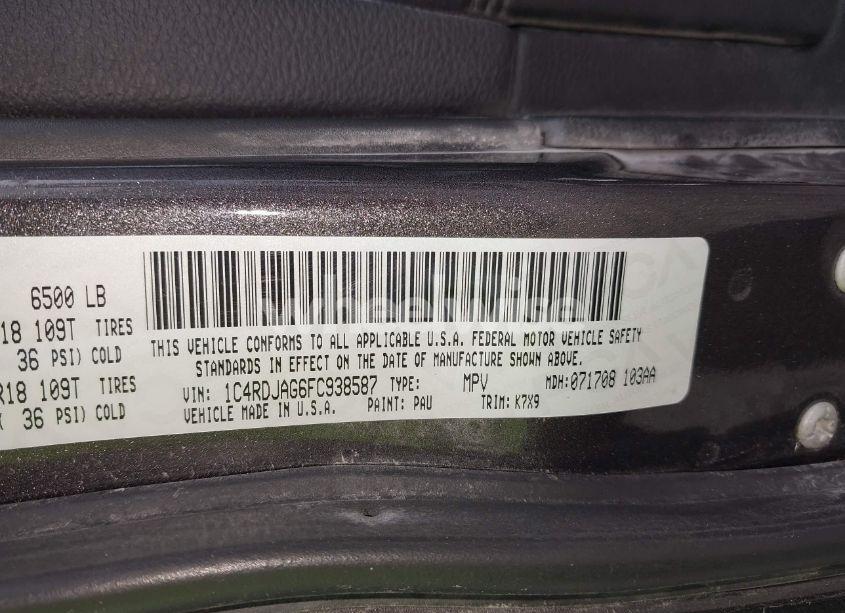 6500 LB
18 109T TIRES
36 PSI) COLD
R18 109T TIRES
36 PSI) COLD
wheelwise
THIS VEHICLE CONFORMS TO ALL APPLICABLE U.S.A. FEDERAL MOTOR VEHICLE SAFETY
STANDARDS IN EFFECT ON THE DATE OF MANUFACTURE SHOWN ABOVE.
VIN: 1C4RDJAG6FC938587 TYPE: MPV MDH:071708 103AA
VEHICLE MADE IN U.S.A. PAINT: PAU TRIM: K7X9